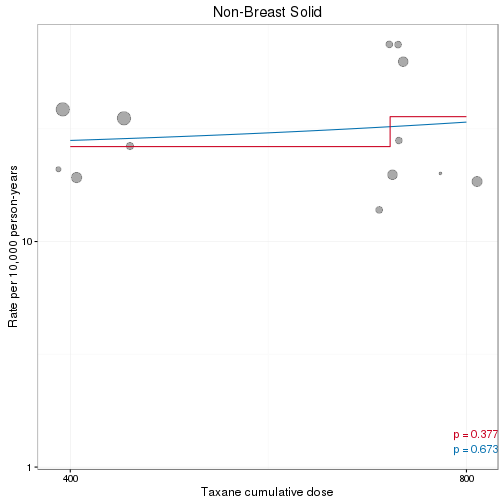 Non-Breast Solid
Rate per 10,000 person-years
10
1
p = 0.377
p = 0.673
400
800
Taxane cumulative dose